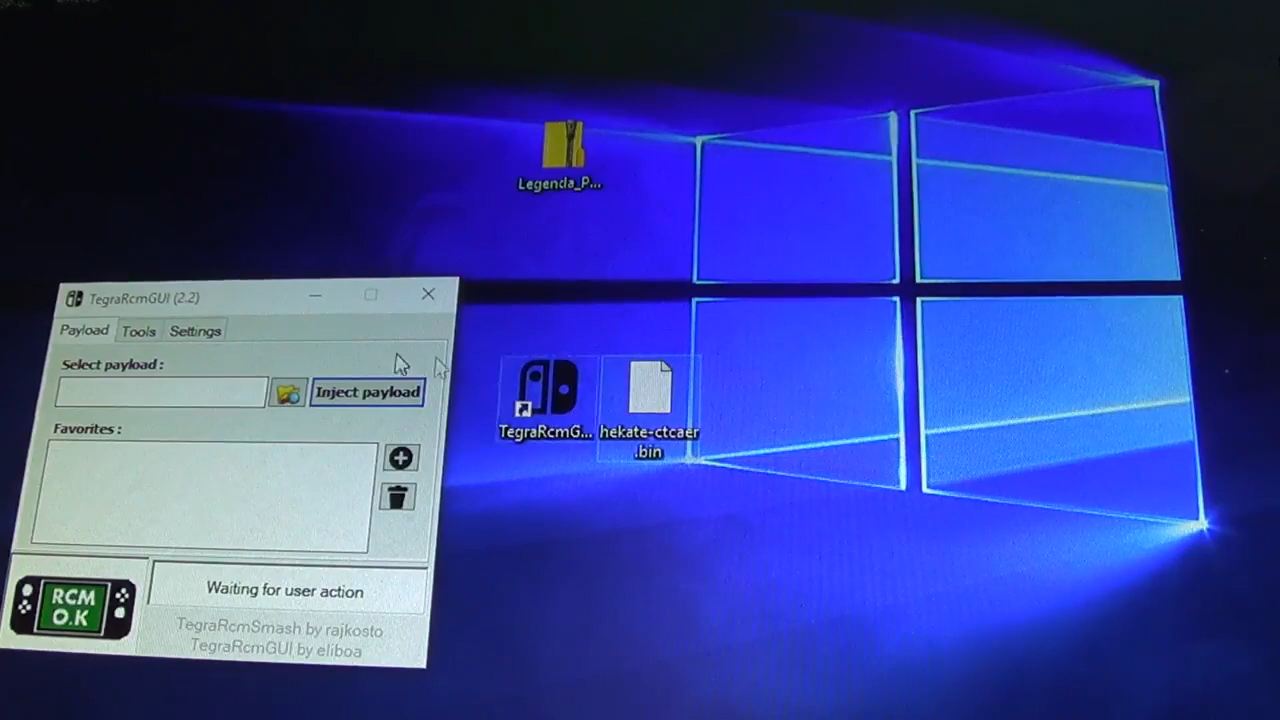 Legenda_P...
TegraRcmGUI (2.2)
Payload
Tools
Settings
Select payload :
Inject payload
Favorites :
TegraRcmG...
hekate-ctcaer
.bin
RCM
O.K
Waiting for user action
TegraRcmSmash by rajkosto
TegraRcmGUI by eliboa